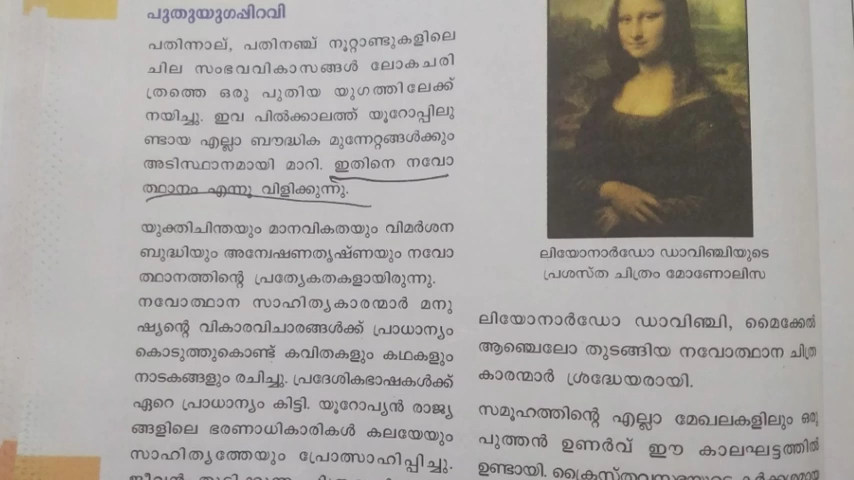 പുതുയുഗപ്പിറവി
പതിന്നാല്, പതിനഞ്ച് നൂറ്റാണ്ടുകളിലെ
ചില സംഭവവികാസങ്ങൾ ലോകചരി
ത്രത്തെ ഒരു പുതിയ യുഗത്തിലേക്ക്
നയിച്ചു. ഇവ പിൽക്കാലത്ത് യൂറോപ്പിലു
ണ്ടായ എല്ലാ ബൗദ്ധിക മുന്നേറ്റങ്ങൾക്കും
അടിസ്ഥാനമായി മാറി. ഇതിനെ നവോ
ത്ഥാനം എന്നു വിളിക്കുന്നു.
യുക്തിചിന്തയും മാനവികതയും വിമർശന
ബുദ്ധിയും അന്വേഷണതൃഷ്ണയും നവോ
ത്ഥാനത്തിന്റെ പ്രത്യേകതകളായിരുന്നു.
നവോത്ഥാന സാഹിത്യകാരന്മാർ മനു
ഷ്യന്റെ വികാരവിചാരങ്ങൾക്ക് പ്രാധാന്യം
കൊടുത്തുകൊണ്ട് കവിതകളും കഥകളും
നാടകങ്ങളും രചിച്ചു. പ്രദേശികഭാഷകൾക്ക്
ഏറെ പ്രാധാന്യം കിട്ടി. യൂറോപ്യൻ രാജ്യ
ങ്ങളിലെ ഭരണാധികാരികൾ കലയേയും
സാഹിത്യത്തേയും പ്രോത്സാഹിപ്പിച്ചു.
ലിയോനാർഡോ ഡാവിഞ്ചിയുടെ
പ്രശസ്ത ചിത്രം മോണോലിസ
ലിയോനാർഡോ ഡാവിഞ്ചി, മൈക്കേൽ
ആഞ്ചെലോ തുടങ്ങിയ നവോത്ഥാന ചിത്ര
കാരന്മാർ ശ്രദ്ധേയരായി.
സമൂഹത്തിന്റെ എല്ലാ മേഖലകളിലും ഒരു
പുത്തൻ ഉണർവ് ഈ കാലഘട്ടത്തിൽ
ഉണ്ടായി.